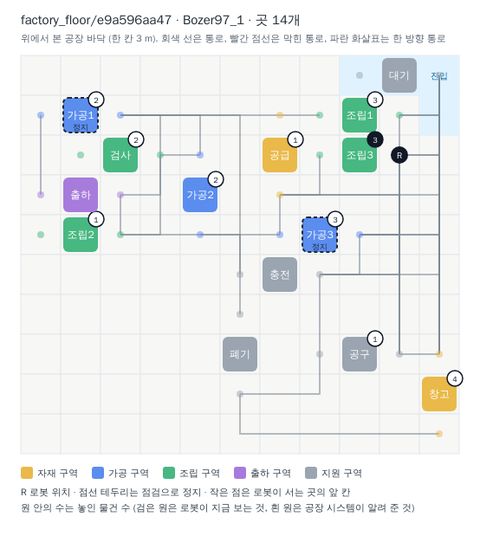 factory_floor/e9a596aa47 · Bozer97_1 · 곳 14개
위에서 본 공장 바닥 (한 칸 3 m). 회색 선은 통로, 빨간 점선은 막힌 통로, 파란 화살표는 한 방향 통로
대기
전립
가공1
2
정지
조립1
3
검사
2
공급
1
조립3
3
R
출하
가공2
2
조립2
1
가공3
3
정지
충전
폐기
공구
1
창고
4
자재 구역 가공 구역 조립 구역 출하 구역 지원 구역
R 로봇 위치 · 점선 테두리는 점검으로 정지 · 작은 점은 로봇이 서는 곳의 앞 칸
원 안의 수는 놓인 물건 수 (검은 원은 로봇이 지금 보는 것, 흰 원은 공장 시스템이 알려 준 것)